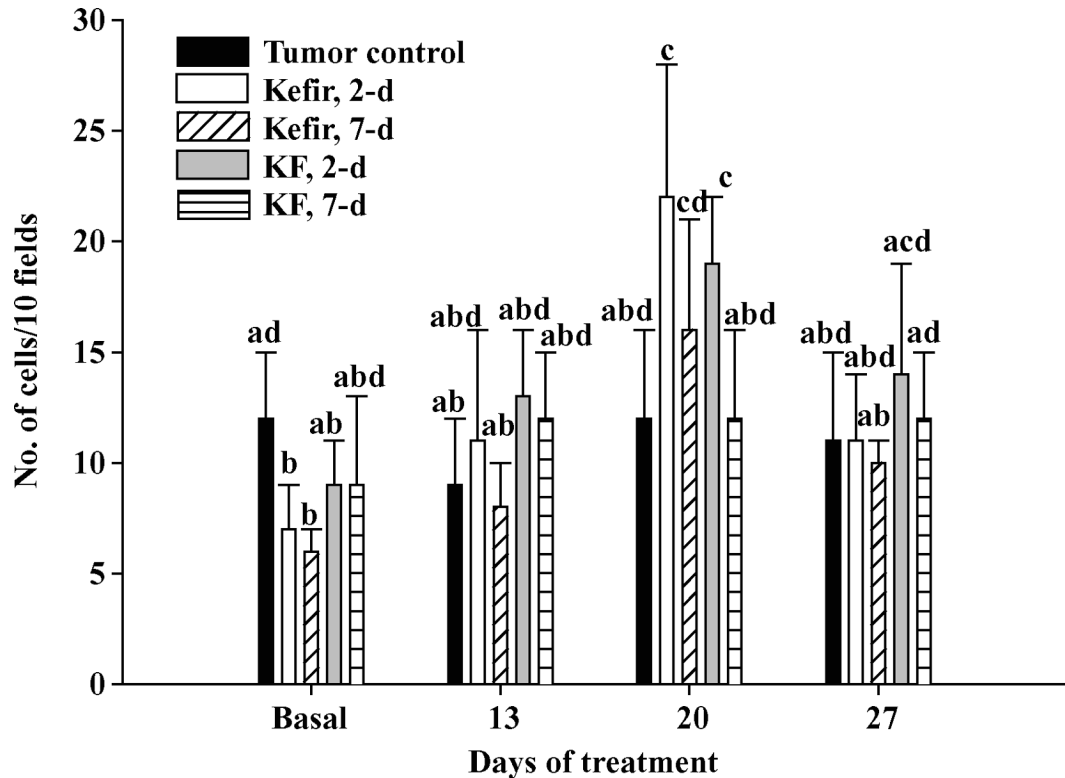 30
25
20
15
10
5
0
No. of cells/10 fields
Tumor control
Kefir, 2-d
Kefir, 7-d
KF, 2-d
KF, 7-d
ad
b
b
ab
abd
ab
abd
ab
abd
abd
abd
c
cd
c
abd
abd
abd
ab
acd
ad
Basal
13
20
27
Days of treatment